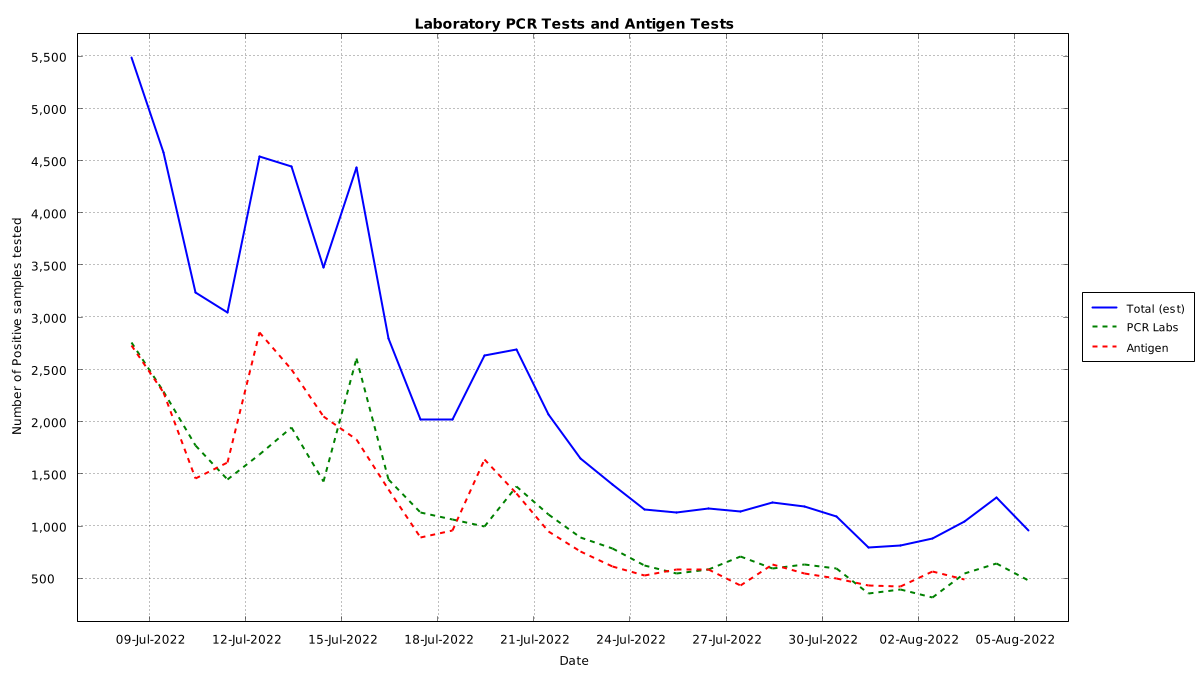 Laboratory PCR Tests and Antigen Tests
5,500
5,000
4,500
4,000
3,500
3,000
2,500
2,000
1,500
1,000
500
Number of Positive samples tested
09-Jul-2022
12-Jul-2022
15-Jul-2022
18-Jul-2022
21-Jul-2022
24-Jul-2022
27-Jul-2022
30-Jul-2022
02-Aug-2022
05-Aug-2022
Date
Total (est)
PCR Labs
Antigen